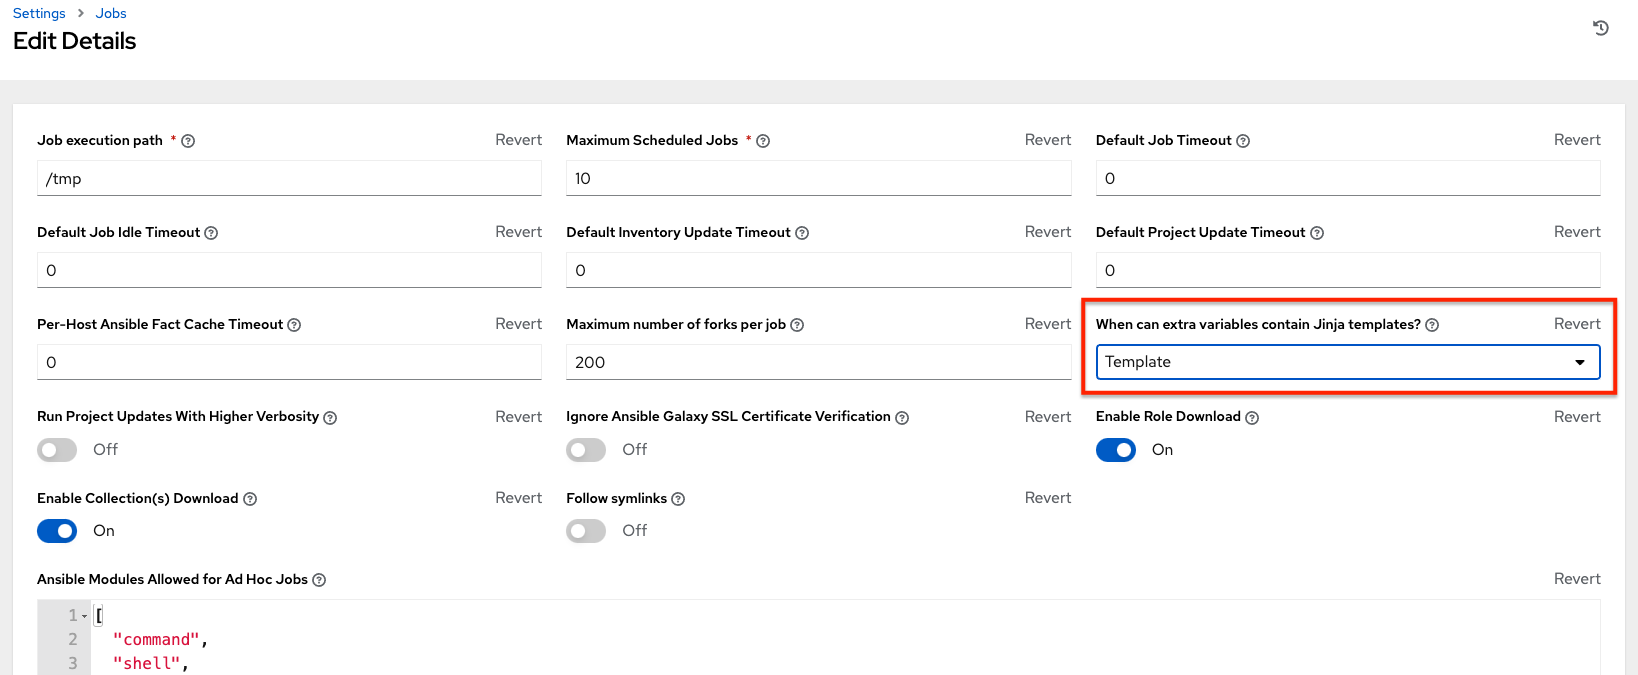 Settings > Jobs
Edit Details
Job execution path * Revert Maximum Scheduled Jobs * Revert Default Job Timeout Revert
/tmp 10 0
Default Job Idle Timeout Revert Default Inventory Update Timeout Revert Default Project Update Timeout Revert
0 0 0
Per-Host Ansible Fact Cache Timeout Revert Maximum number of forks per job Revert When can extra variables contain Jinja templates? Revert
0 200 Template
Run Project Updates With Higher Verbosity Revert Ignore Ansible Galaxy SSL Certificate Verification Revert Enable Role Download Revert
Off Off On
Enable Collection(s) Download Revert Follow symlinks Revert
On Off
Ansible Modules Allowed for Ad Hoc Jobs Revert
1 [
2 "command",
3 "shell",